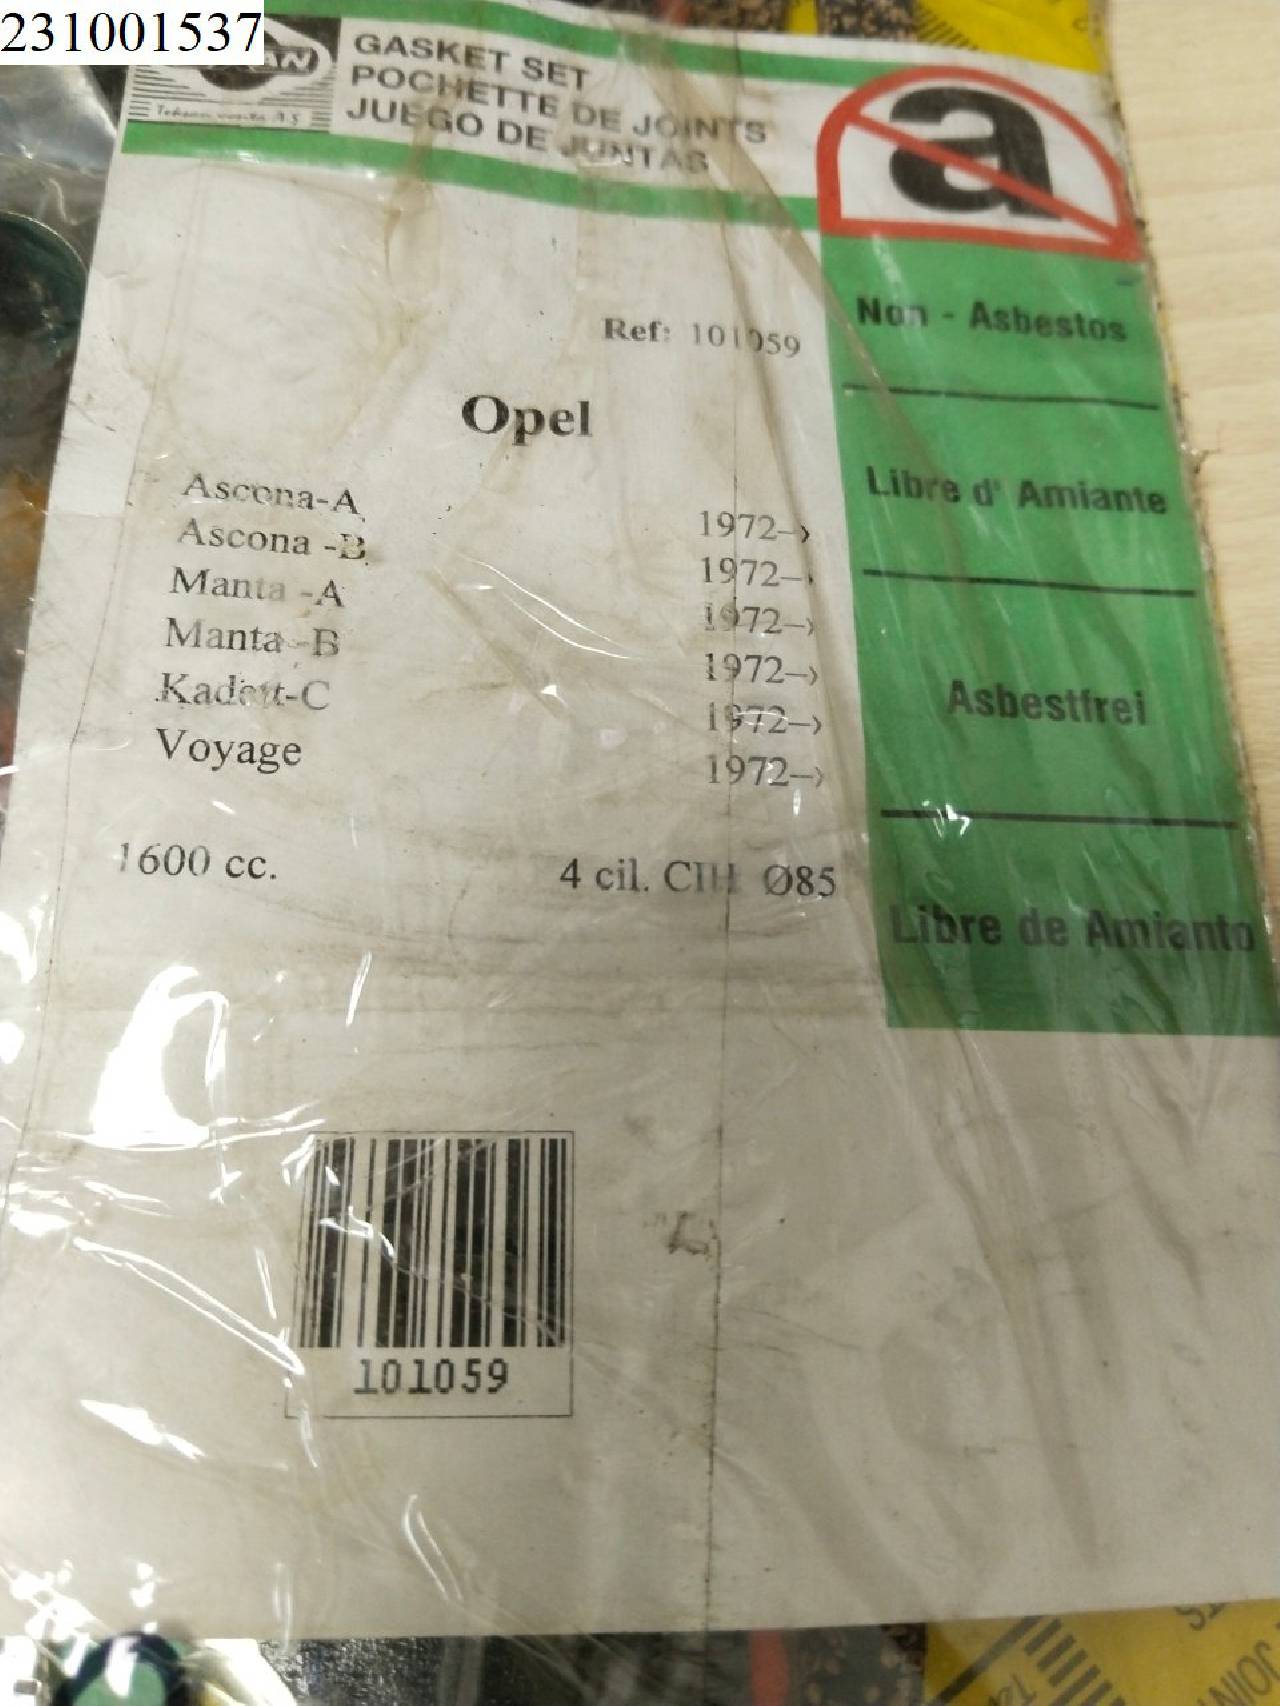 231001537
GASKET SET
POCHETTE DE JOINTS
JUEGO DE JUNTAS
a
Ref: 101059
Non - Asbestos
Opel
Libre d' Amiante
Ascona-A 1972-›
Ascona -B 1972-›
Manta -A 1972-›
Manta -B 1972-›
Kadett-C 1972-›
Voyage 1972-›
Asbestfrei
1600 cc. 4 cil. CIH Ø85
Libre de Amianto
101059